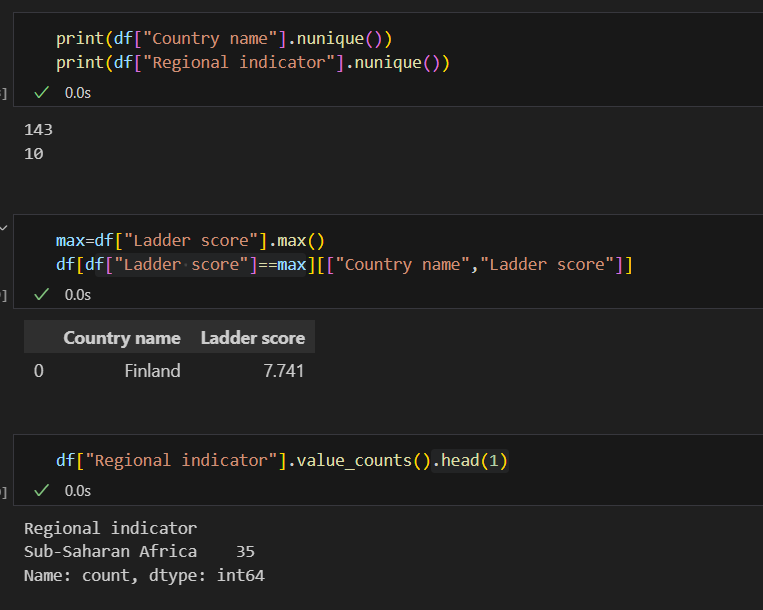 print(df["Country name"].nunique())
print(df["Regional indicator"].nunique())
]
0.0s
143
10
max=df["Ladder score"].max()
df[df["Ladder score"]==max][["Country name","Ladder score"]]
]
0.0s
Country name Ladder score
0 Finland 7.741
df["Regional indicator"].value_counts().head(1)
]
0.0s
Regional indicator
Sub-Saharan Africa    35
Name: count, dtype: int64